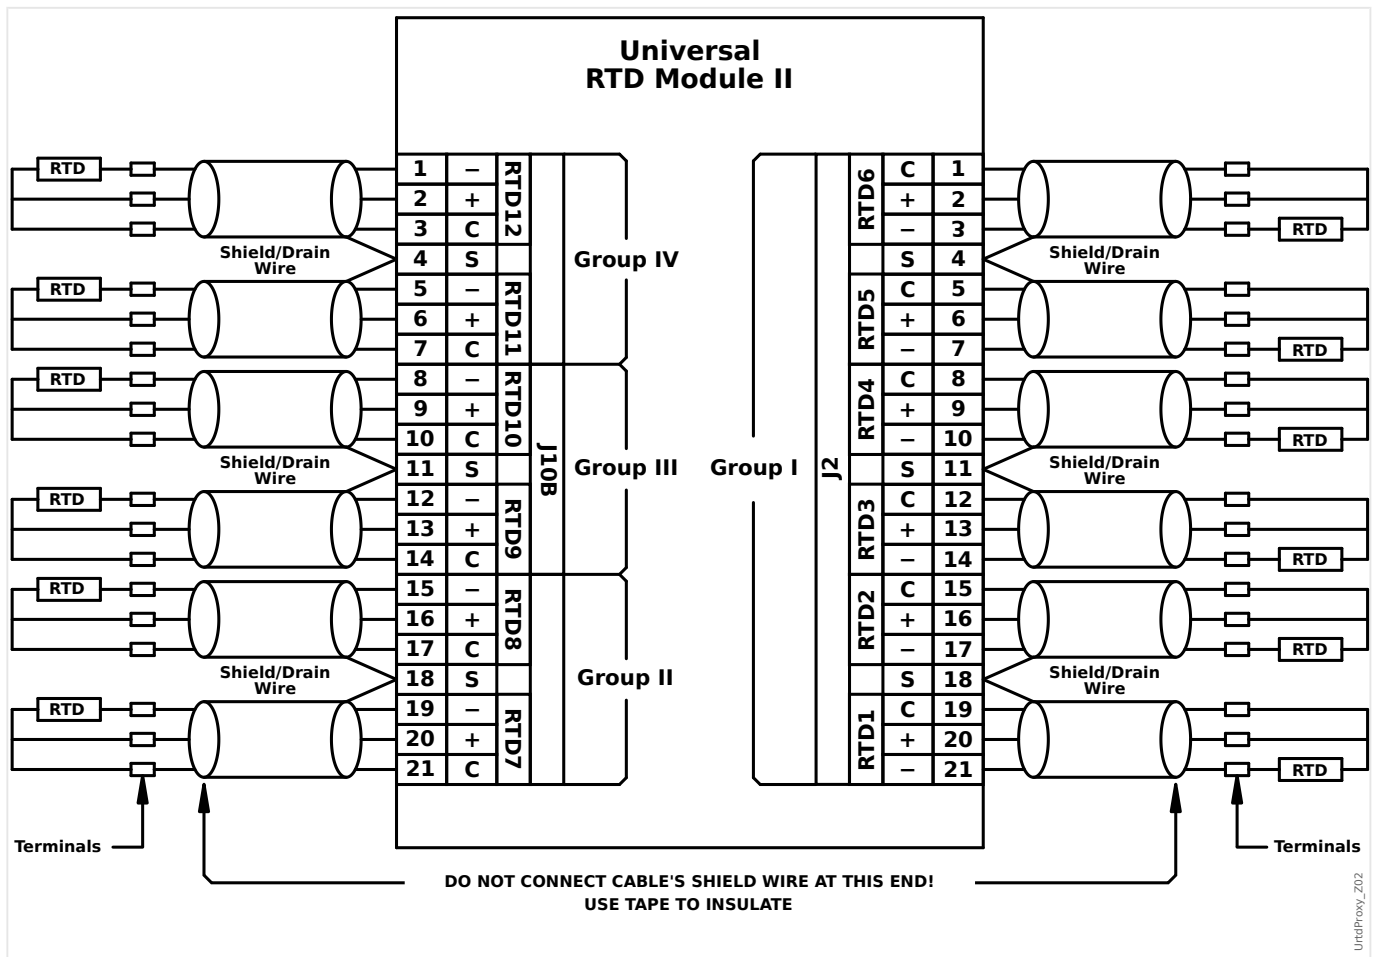 Universal
RTD Module II
RTD 1 − RTD12 RTD6 C 1
2 + + 2
3 C − 3 RTD
Shield/Drain
Wire
4 S Group IV S 4
Shield/Drain
Wire
RTD 5 − RTD11 RTD5 C 5
6 + + 6
7 C − 7 RTD
RTD 8 − RTD10 RTD4 C 8
9 + + 9
10 C − 10 RTD
Shield/Drain
Wire
11 S J10B Group III Group I J2 S 11
Shield/Drain
Wire
RTD 12 − RTD9 RTD3 C 12
13 + + 13
14 C − 14 RTD
RTD 15 − RTD8 RTD2 C 15
16 + + 16
17 C − 17 RTD
Shield/Drain
Wire
18 S Group II S 18
Shield/Drain
Wire
RTD 19 − RTD7 RTD1 C 19
20 + + 20
21 C − 21 RTD
Terminals
Terminals
DO NOT CONNECT CABLE'S SHIELD WIRE AT THIS END!
USE TAPE TO INSULATE
UrtdProxy_Z02